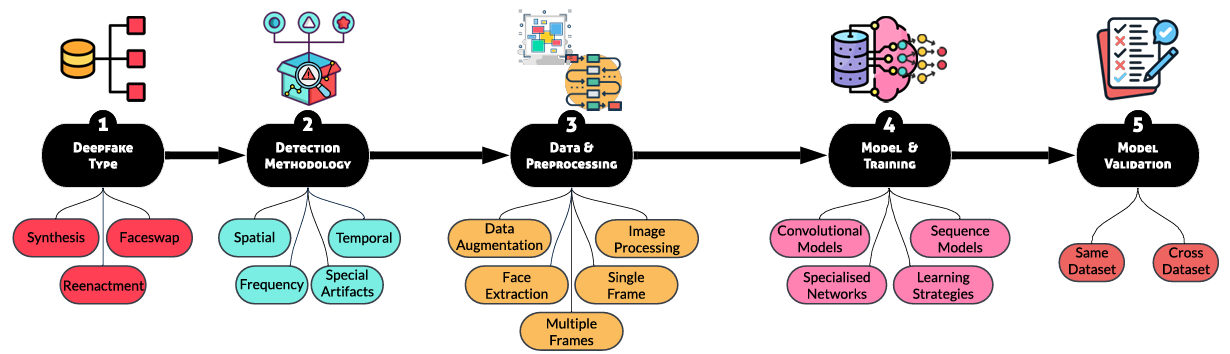 1
Deepfake
Type
2
Detection
Methodology
3
Data &
Preprocessing
4
Model &
Training
5
Model
Validation
Synthesis
Faceswap
Reenactment
Spatial
Temporal
Frequency
Special
Artifacts
Data
Augmentation
Image
Processing
Face
Extraction
Single
Frame
Multiple
Frames
Convolutional
Models
Sequence
Models
Specialised
Networks
Learning
Strategies
Same
Dataset
Cross
Dataset